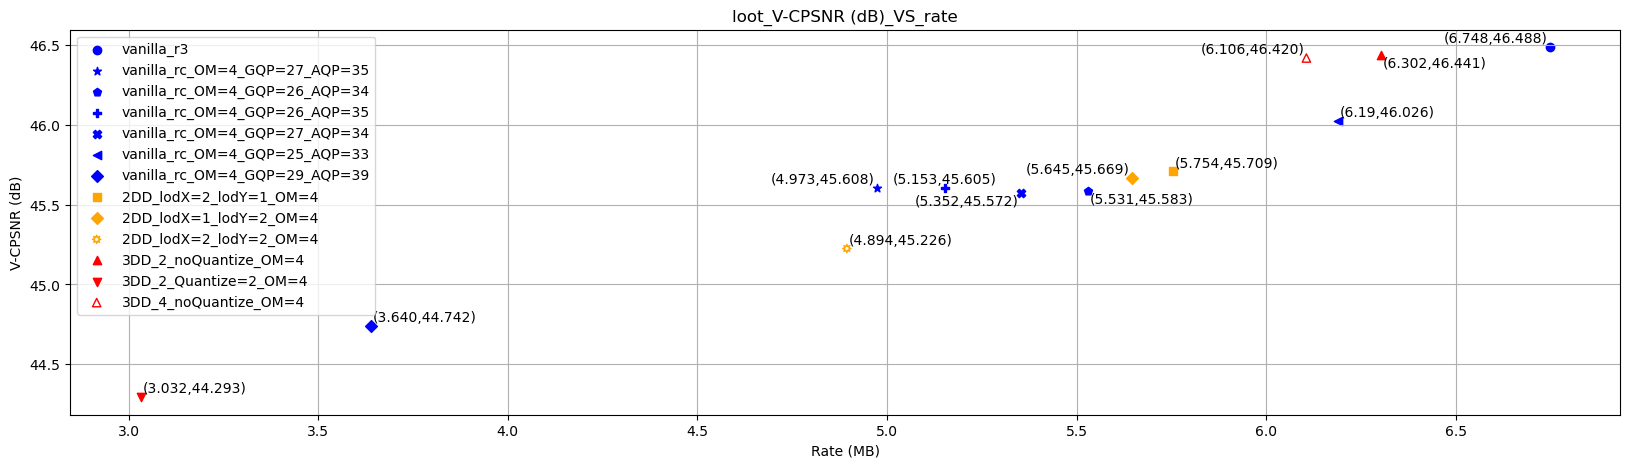 loot_V-CPSNR (dB)_VS_rate
V-CPSNR (dB)
46.5
46.0
45.5
45.0
44.5
vanilla_r3
vanilla_rc_OM=4_GQP=27_AQP=35
vanilla_rc_OM=4_GQP=26_AQP=34
vanilla_rc_OM=4_GQP=26_AQP=35
vanilla_rc_OM=4_GQP=27_AQP=34
vanilla_rc_OM=4_GQP=25_AQP=33
vanilla_rc_OM=4_GQP=29_AQP=39
2DD_lodX=2_lodY=1_OM=4
2DD_lodX=1_lodY=2_OM=4
2DD_lodX=2_lodY=2_OM=4
3DD_2_noQuantize_OM=4
3DD_2_Quantize=2_OM=4
3DD_4_noQuantize_OM=4
(6.748,46.488)
(6.106,46.420)
(6.302,46.441)
(6.19,46.026)
(5.754,45.709)
(5.645,45.669)
(4.973,45.608)
(5.153,45.605)
(5.352,45.572)
(5.531,45.583)
(4.894,45.226)
(3.640,44.742)
(3.032,44.293)
3.0
3.5
4.0
4.5
5.0
5.5
6.0
6.5
Rate (MB)